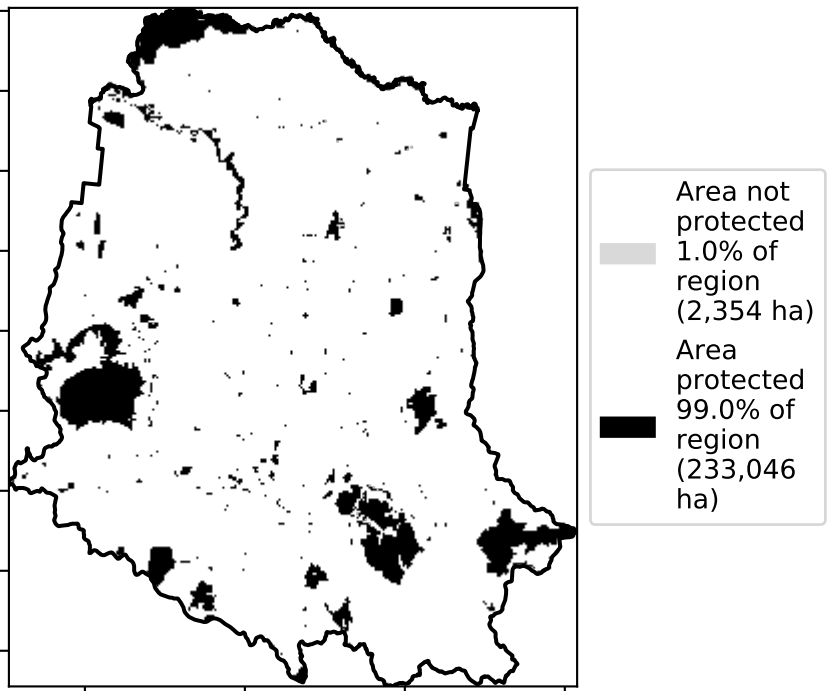 Area not
protected
1.0% of
region
(2,354 ha)
Area
protected
99.0% of
region
(233,046
ha)